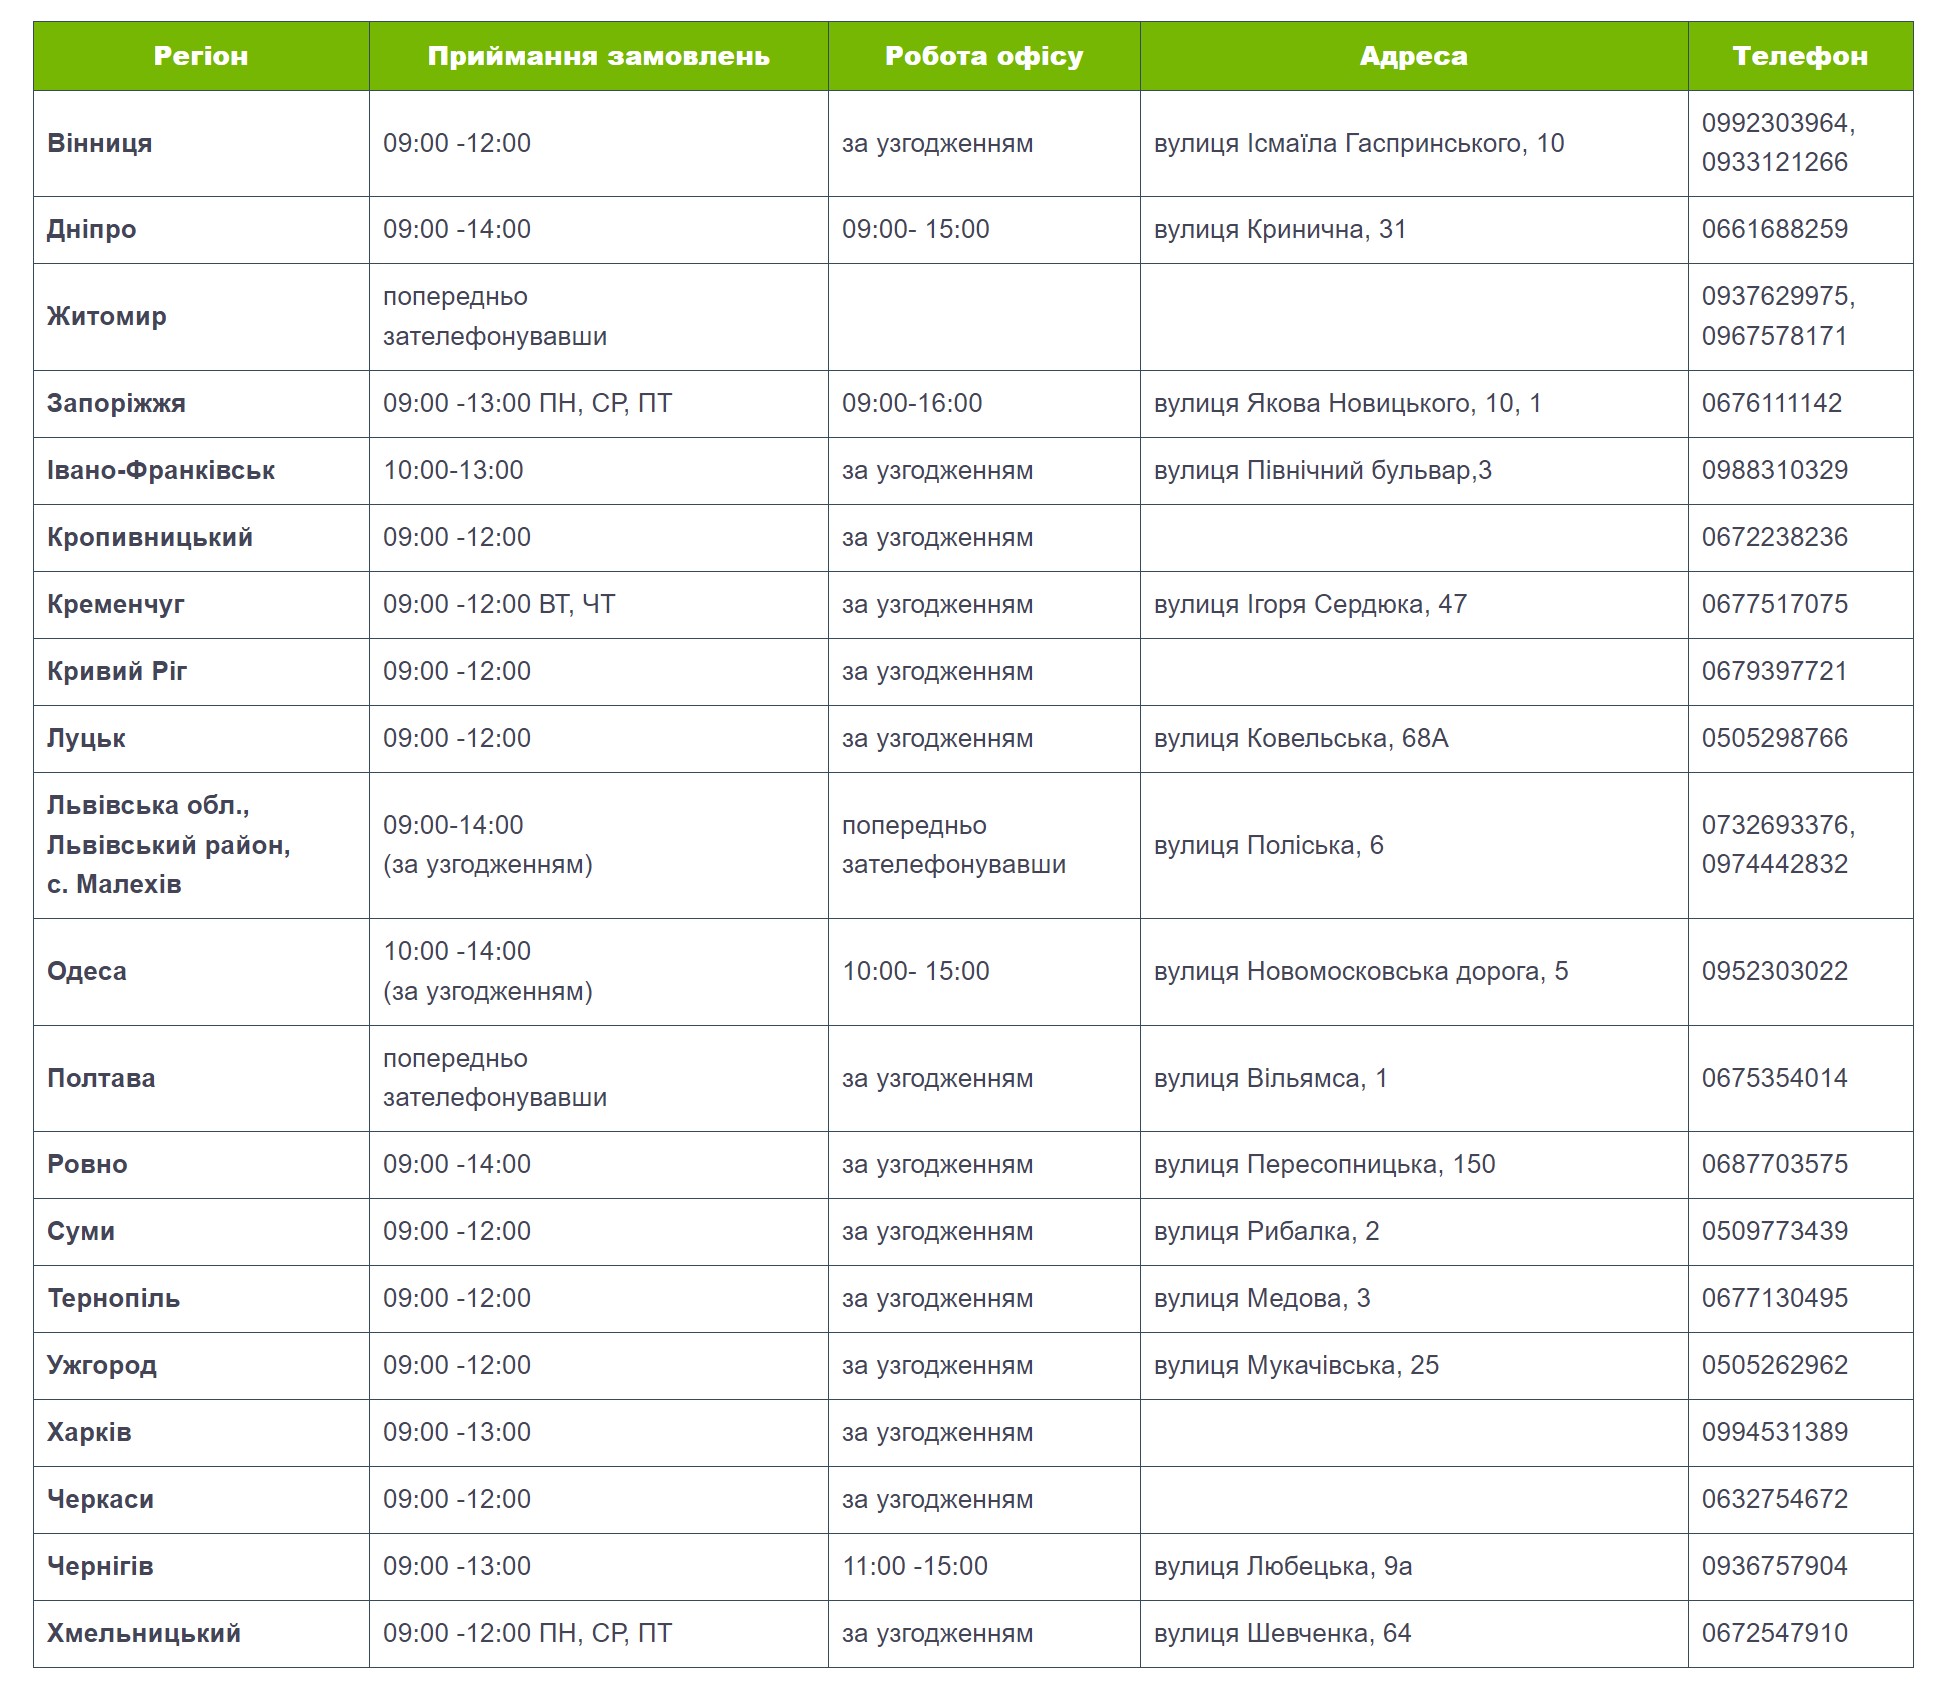 Регіон Приймання замовлень Робота офісу Адреса Телефон
Вінниця 09:00 -12:00 за узгодженням вулиця Ісмаїла Гаспринського, 10 0992303964,
0933121266
Дніпро 09:00 -14:00 09:00- 15:00 вулиця Кринична, 31 0661688259
Житомир попередньо
зателефонувавши 0937629975,
0967578171
Запоріжжя 09:00 -13:00 ПН, СР, ПТ 09:00-16:00 вулиця Якова Новицького, 10, 1 0676111142
Івано-Франківськ 10:00-13:00 за узгодженням вулиця Північний бульвар,3 0988310329
Кропивницький 09:00 -12:00 за узгодженням 0672238236
Кременчуг 09:00 -12:00 ВТ, ЧТ за узгодженням вулиця Ігоря Сердюка, 47 0677517075
Кривий Ріг 09:00 -12:00 за узгодженням 0679397721
Луцьк 09:00 -12:00 за узгодженням вулиця Ковельська, 68А 0505298766
Львівська обл.,
Львівський район,
с. Малехів 09:00-14:00
(за узгодженням) попередньо
зателефонувавши вулиця Поліська, 6 0732693376,
0974442832
Одеса 10:00 -14:00
(за узгодженням) 10:00- 15:00 вулиця Новомосковська дорога, 5 0952303022
Полтава попередньо
зателефонувавши за узгодженням вулиця Вільямса, 1 0675354014
Ровно 09:00 -14:00 за узгодженням вулиця Пересопницька, 150 0687703575
Суми 09:00 -12:00 за узгодженням вулиця Рибалка, 2 0509773439
Тернопіль 09:00 -12:00 за узгодженням вулиця Медова, 3 0677130495
Ужгород 09:00 -12:00 за узгодженням вулиця Мукачівська, 25 0505262962
Харків 09:00 -13:00 за узгодженням 0994531389
Черкаси 09:00 -12:00 за узгодженням 0632754672
Чернігів 09:00 -13:00 11:00 -15:00 вулиця Любецька, 9а 0936757904
Хмельницький 09:00 -12:00 ПН, СР, ПТ за узгодженням вулиця Шевченка, 64 0672547910